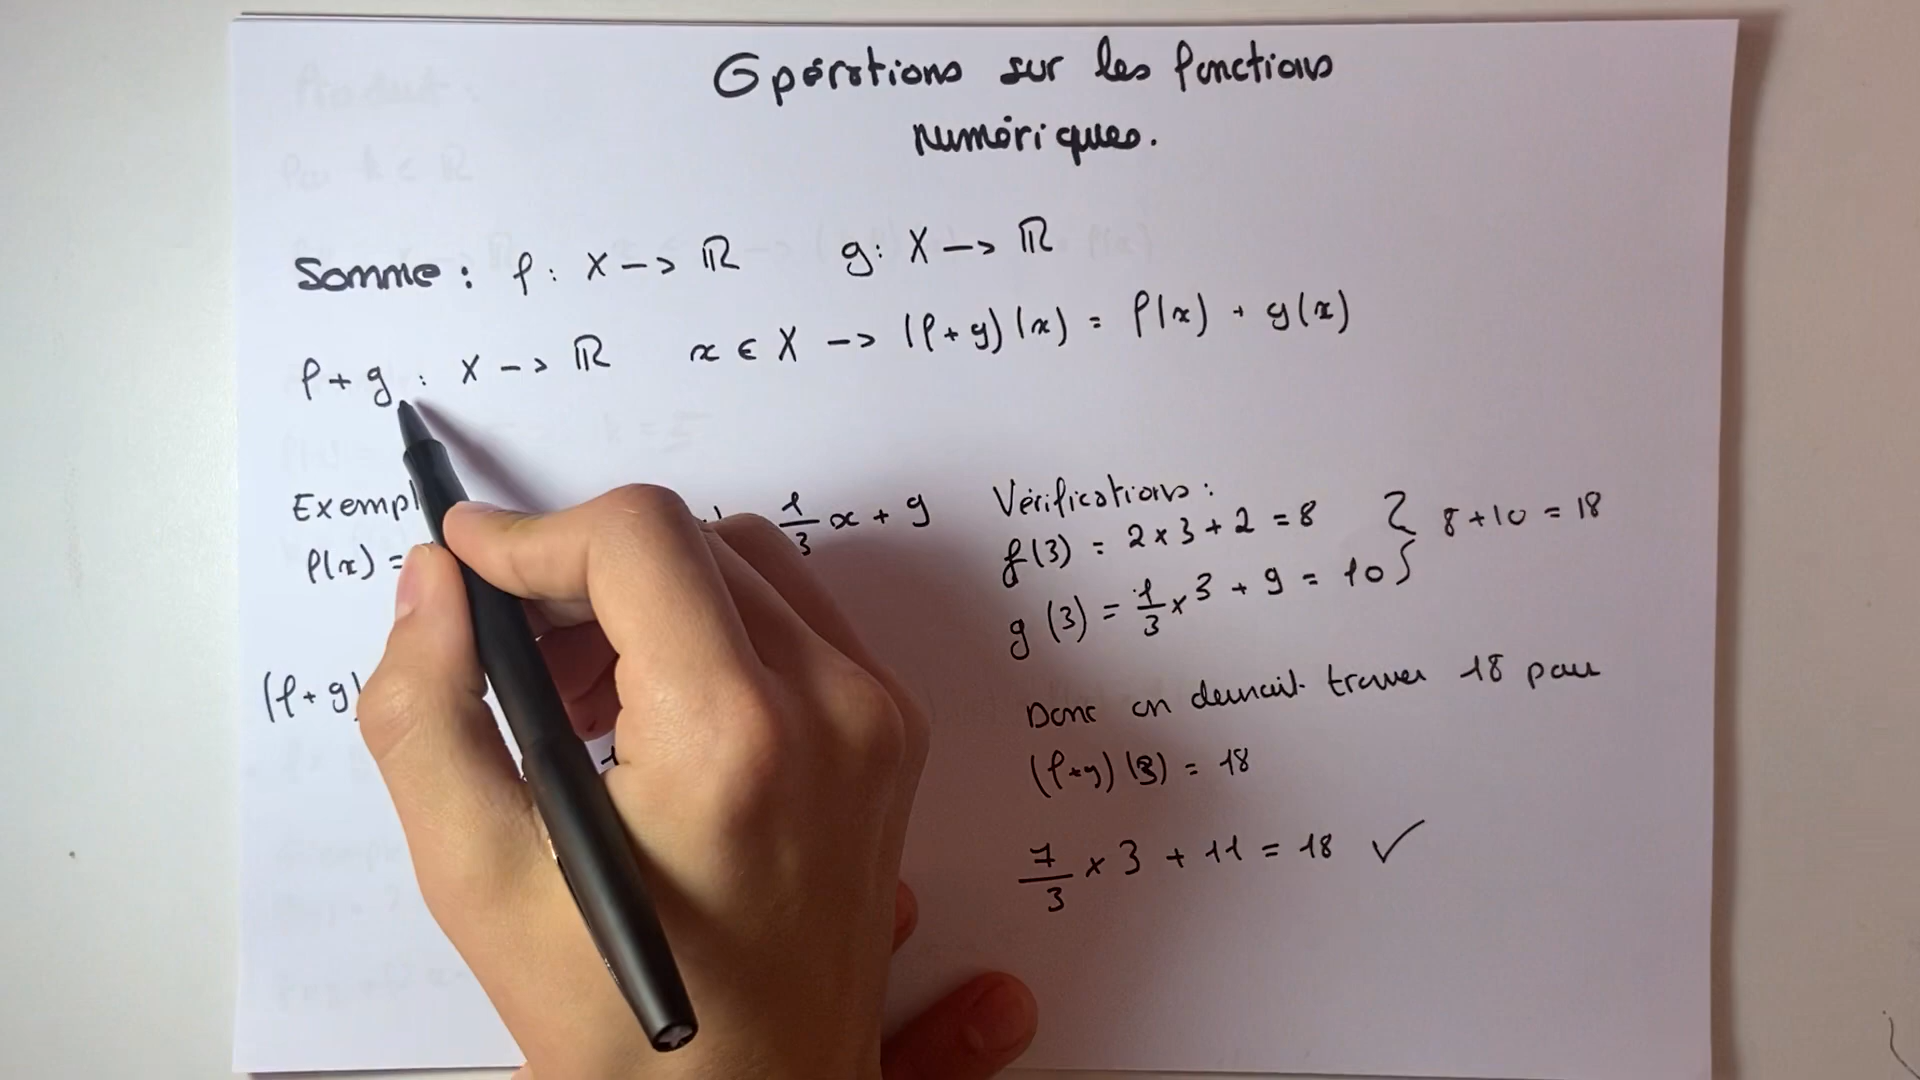 Opérations sur les fonctions
numériques.
Somme : f : X -> ℝ g : X -> ℝ
f + g : X -> ℝ x ∈ X -> (f + g)(x) = f(x) + g(x)
1/3 x + 9
f(x) =
(f + g)
Vérifications :
f(3) = 2 x 3 + 2 = 8 } 8 + 10 = 18
g(3) = 1/3 x 3 + 9 = 10
Donc on devrait trouver 18 pour
(f+g)(3) = 18
7/3 x 3 + 11 = 18 ✓